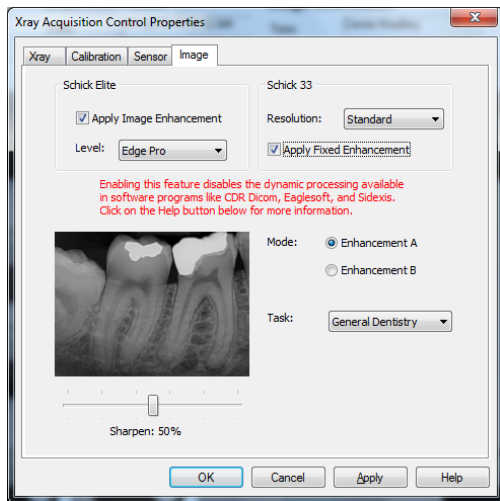 Xray Acquisition Control Properties
Xray Calibration Sensor Image
Schick Elite
Apply Image Enhancement
Level: Edge Pro
Schick 33
Resolution: Standard
Apply Fixed Enhancement
Enabling this feature disables the dynamic processing available
in software programs like CDR Dicom, Eaglesoft, and Sidexis.
Click on the Help button below for more information.
Mode: Enhancement A
Enhancement B
Task: General Dentistry
Sharpen: 50%
OK Cancel Apply Help